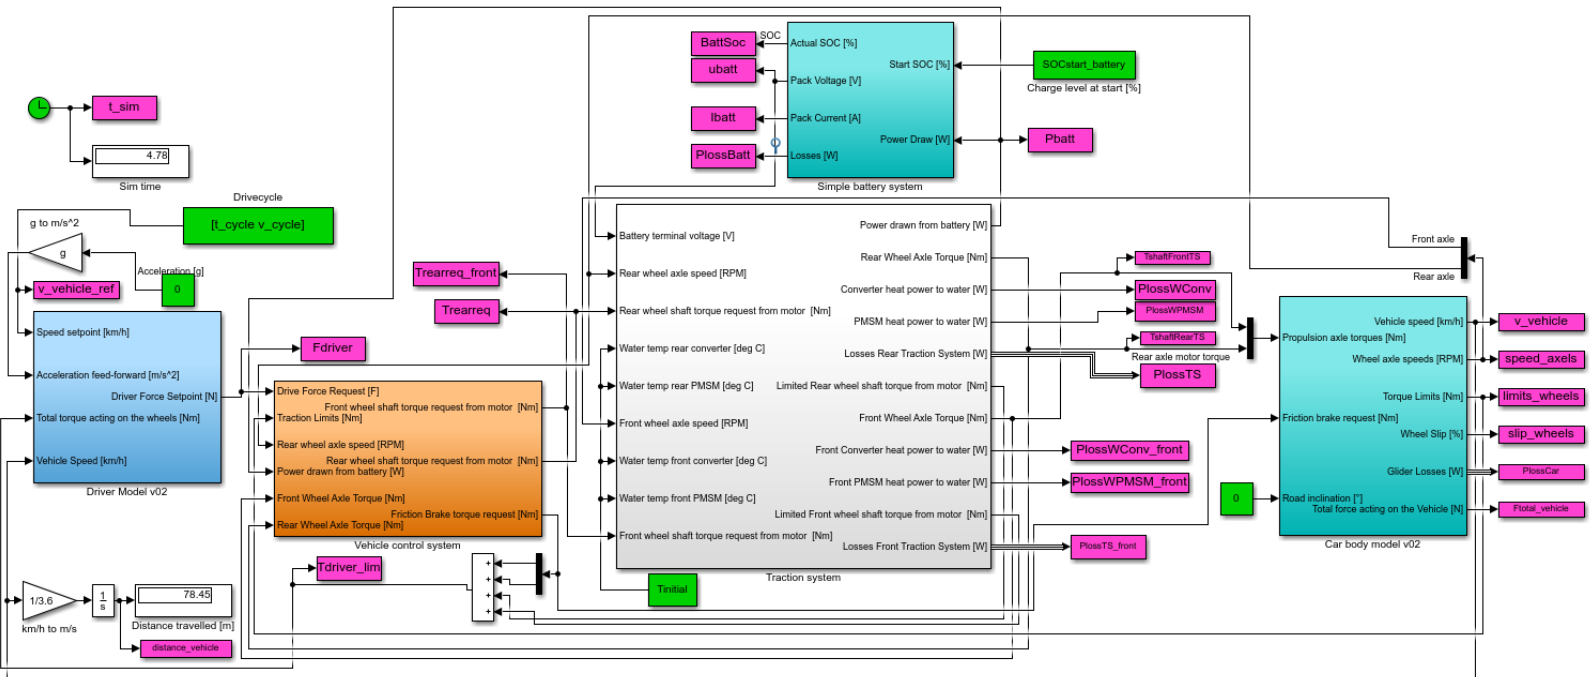 SOC
BattSoc
Actual SOC [%]
ubatt
Start SOC [%]
SOCstart_battery
Pack Voltage [V]
Charge level at start [%]
t_sim
Ibatt
Pack Current [A]
Power Draw [W]
Pbatt
4.78
PlossBatt
Losses [W]
Sim time
Simple battery system
Drivecycle
g to m/s^2
[t_cycle v_cycle]
g
Acceleration [g]
0
v_vehicle_ref
Speed setpoint [km/h]
Acceleration feed-forward [m/s^2]
Driver Force Setpoint [N]
Total torque acting on the wheels [Nm]
Vehicle Speed [km/h]
Driver Model v02
Trearreq_front
Trearreq
Fdriver
Drive Force Request [F]
Front wheel shaft torque request from motor [Nm]
Traction Limits [Nm]
Rear wheel axle speed [RPM]
Rear wheel shaft torque request from motor [Nm]
Power drawn from battery [W]
Front Wheel Axle Torque [Nm]
Friction Brake torque request [Nm]
Rear Wheel Axle Torque [Nm]
Vehicle control system
Tdriver_lim
+
+
+
+
Power drawn from battery [W]
Battery terminal voltage [V]
Rear Wheel Axle Torque [Nm]
Rear wheel axle speed [RPM]
Converter heat power to water [W]
Rear wheel shaft torque request from motor [Nm]
PMSM heat power to water [W]
Water temp rear converter [deg C]
Losses Rear Traction System [W]
Water temp rear PMSM [deg C]
Limited Rear wheel shaft torque from motor [Nm]
Front wheel axle speed [RPM]
Front Wheel Axle Torque [Nm]
Water temp front converter [deg C]
Front Converter heat power to water [W]
Front PMSM heat power to water [W]
Water temp front PMSM [deg C]
Limited Front wheel shaft torque from motor [Nm]
Front wheel shaft torque request from motor [Nm]
Losses Front Traction System [W]
Traction system
Tinitial
Front axle
Rear axle
TshaftFrontTS
PlossWConv
PlossWPMSM
TshaftRearTS
Rear axle motor torque
PlossTS
PlossWConv_front
PlossWPMSM_front
PlossTS_front
Vehicle speed [km/h]
Propulsion axle torques [Nm]
Wheel axle speeds [RPM]
Torque Limits [Nm]
Friction brake request [Nm]
Wheel Slip [%]
Glider Losses [W]
0
Road inclination [°]
Total force acting on the Vehicle [N]
Car body model v02
v_vehicle
speed_axels
limits_wheels
slip_wheels
PlossCar
Ftotal_vehicle
1/3.6
km/h to m/s
1
s
78.45
Distance travelled [m]
distance_vehicle